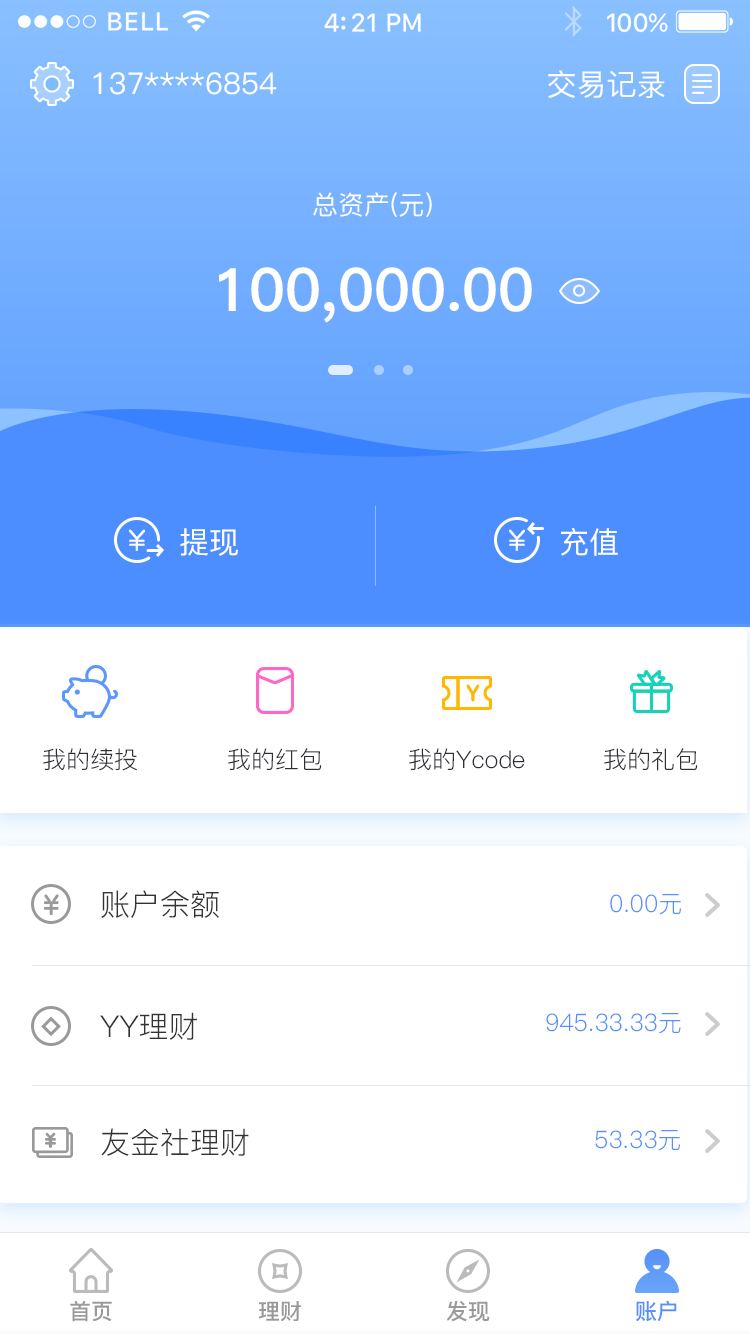 BELL 4:21 PM 100%
137****6854 交易记录
总资产(元)
100,000.00
¥ 提现 ¥ 充值
Y
我的续投 我的红包 我的Ycode 我的礼包
¥ 账户余额 0.00元
YY理财 945.33.33元
¥ 友金社理财 53.33元
首页 理财 发现 账户